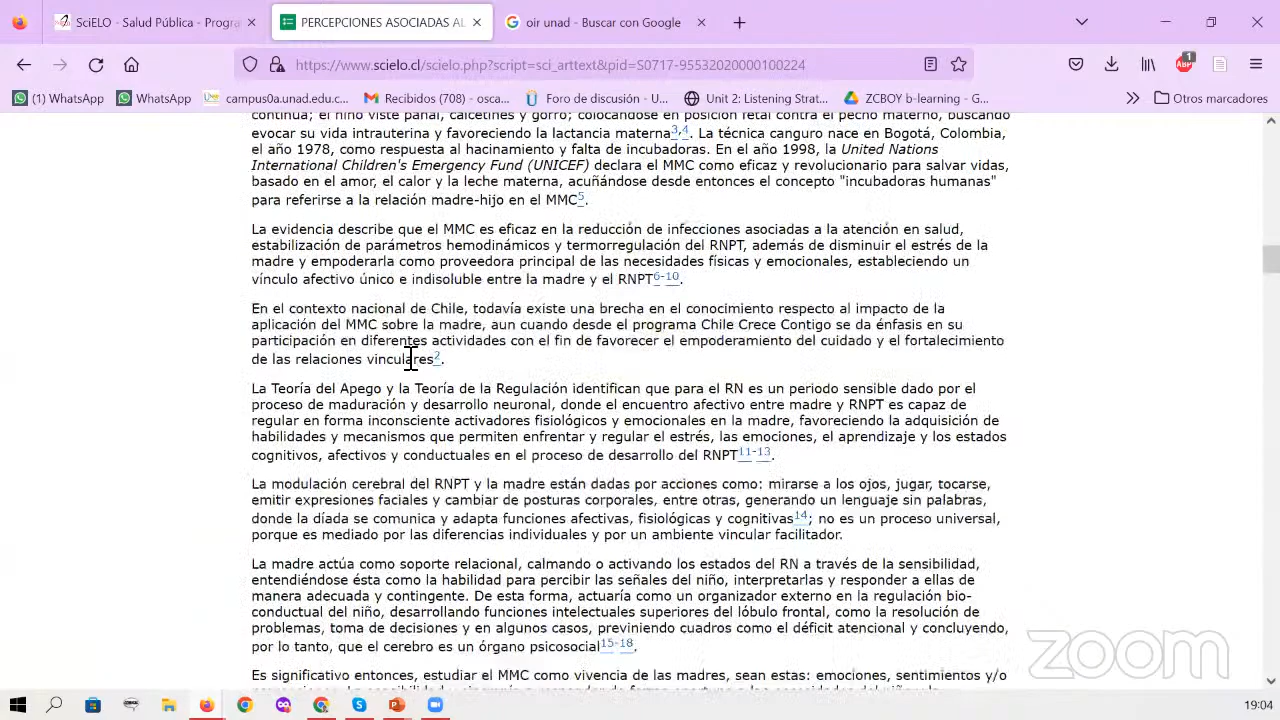 SciELO - Salud Pública - Progra
PERCEPCIONES ASOCIADAS AL
oir unad - Buscar con Google
https://www.scielo.cl/scielo.php?script=sci_arttext&pid=S0717-95532020000100224
1
(1) WhatsApp
WhatsApp
campus0a.unad.edu.c...
Recibidos (708) - osca...
Foro de discusión - U...
Unit 2: Listening Strat...
ZCBOY b-learning - G...
Otros marcadores
continua; el niño viste pañal, calcetines y gorro; colocándose en posición fetal contra el pecho materno, buscando
evocar su vida intrauterina y favoreciendo la lactancia materna3,4. La técnica canguro nace en Bogotá, Colombia,
el año 1978, como respuesta al hacinamiento y falta de incubadoras. En el año 1998, la United Nations
International Children's Emergency Fund (UNICEF) declara el MMC como eficaz y revolucionario para salvar vidas,
basado en el amor, el calor y la leche materna, acuñándose desde entonces el concepto "incubadoras humanas"
para referirse a la relación madre-hijo en el MMC5.
La evidencia describe que el MMC es eficaz en la reducción de infecciones asociadas a la atención en salud,
estabilización de parámetros hemodinámicos y termorregulación del RNPT, además de disminuir el estrés de la
madre y empoderarla como proveedora principal de las necesidades físicas y emocionales, estableciendo un
vínculo afectivo único e indisoluble entre la madre y el RNPT6-10.
En el contexto nacional de Chile, todavía existe una brecha en el conocimiento respecto al impacto de la
aplicación del MMC sobre la madre, aun cuando desde el programa Chile Crece Contigo se da énfasis en su
participación en diferentes actividades con el fin de favorecer el empoderamiento del cuidado y el fortalecimiento
de las relaciones vinculares2.
La Teoría del Apego y la Teoría de la Regulación identifican que para el RN es un periodo sensible dado por el
proceso de maduración y desarrollo neuronal, donde el encuentro afectivo entre madre y RNPT es capaz de
regular en forma inconsciente activadores fisiológicos y emocionales en la madre, favoreciendo la adquisición de
habilidades y mecanismos que permiten enfrentar y regular el estrés, las emociones, el aprendizaje y los estados
cognitivos, afectivos y conductuales en el proceso de desarrollo del RNPT11-13.
La modulación cerebral del RNPT y la madre están dadas por acciones como: mirarse a los ojos, jugar, tocarse,
emitir expresiones faciales y cambiar de posturas corporales, entre otras, generando un lenguaje sin palabras,
donde la díada se comunica y adapta funciones afectivas, fisiológicas y cognitivas14; no es un proceso universal,
porque es mediado por las diferencias individuales y por un ambiente vincular facilitador.
La madre actúa como soporte relacional, calmando o activando los estados del RN a través de la sensibilidad,
entendiéndose ésta como la habilidad para percibir las señales del niño, interpretarlas y responder a ellas de
manera adecuada y contingente. De esta forma, actuaría como un organizador externo en la regulación bio-
conductual del niño, desarrollando funciones intelectuales superiores del lóbulo frontal, como la resolución de
problemas, toma de decisiones y en algunos casos, previniendo cuadros como el déficit atencional y concluyendo,
por lo tanto, que el cerebro es un órgano psicosocial15-18.
Es significativo entonces, estudiar el MMC como vivencia de las madres, sean estas: emociones, sentimientos y/o
zoom
19:04